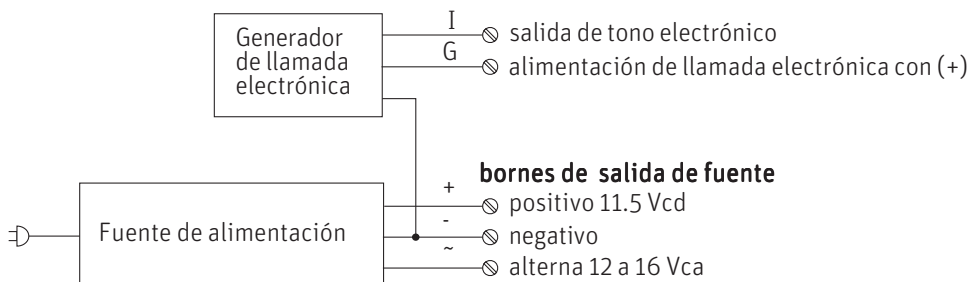 Generador
de llamada
electrónica
I
salida de tono electrónico
G
alimentación de llamada electrónica con (+)
bornes de salida de fuente
Fuente de alimentación
+
positivo 11.5 Vcd
-
negativo
~
alterna 12 a 16 Vca